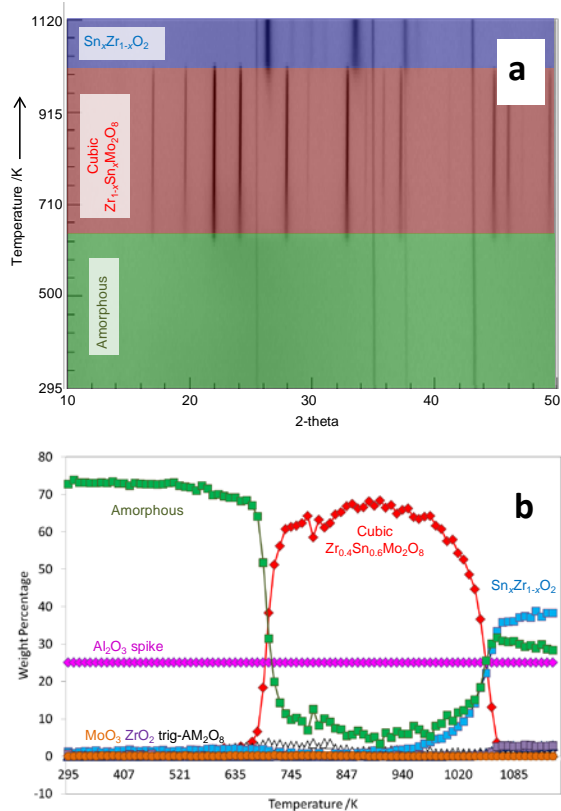 1120
915
710
500
295
Temperature /K
SnxZr1-xO2
Cubic
Zr1-xSnxMo2O8
Amorphous
a
10 20 30 40 50
2-theta
80
70
60
50
40
30
20
10
0
-10
Weight Percentage
b
Amorphous
Cubic
Zr0.4Sn0.6Mo2O8
SnxZr1-xO2
Al2O3 spike
MoO3 ZrO2 trig-AM2O8
295 407 521 635 745 847 940 1020 1085
Temperature /K